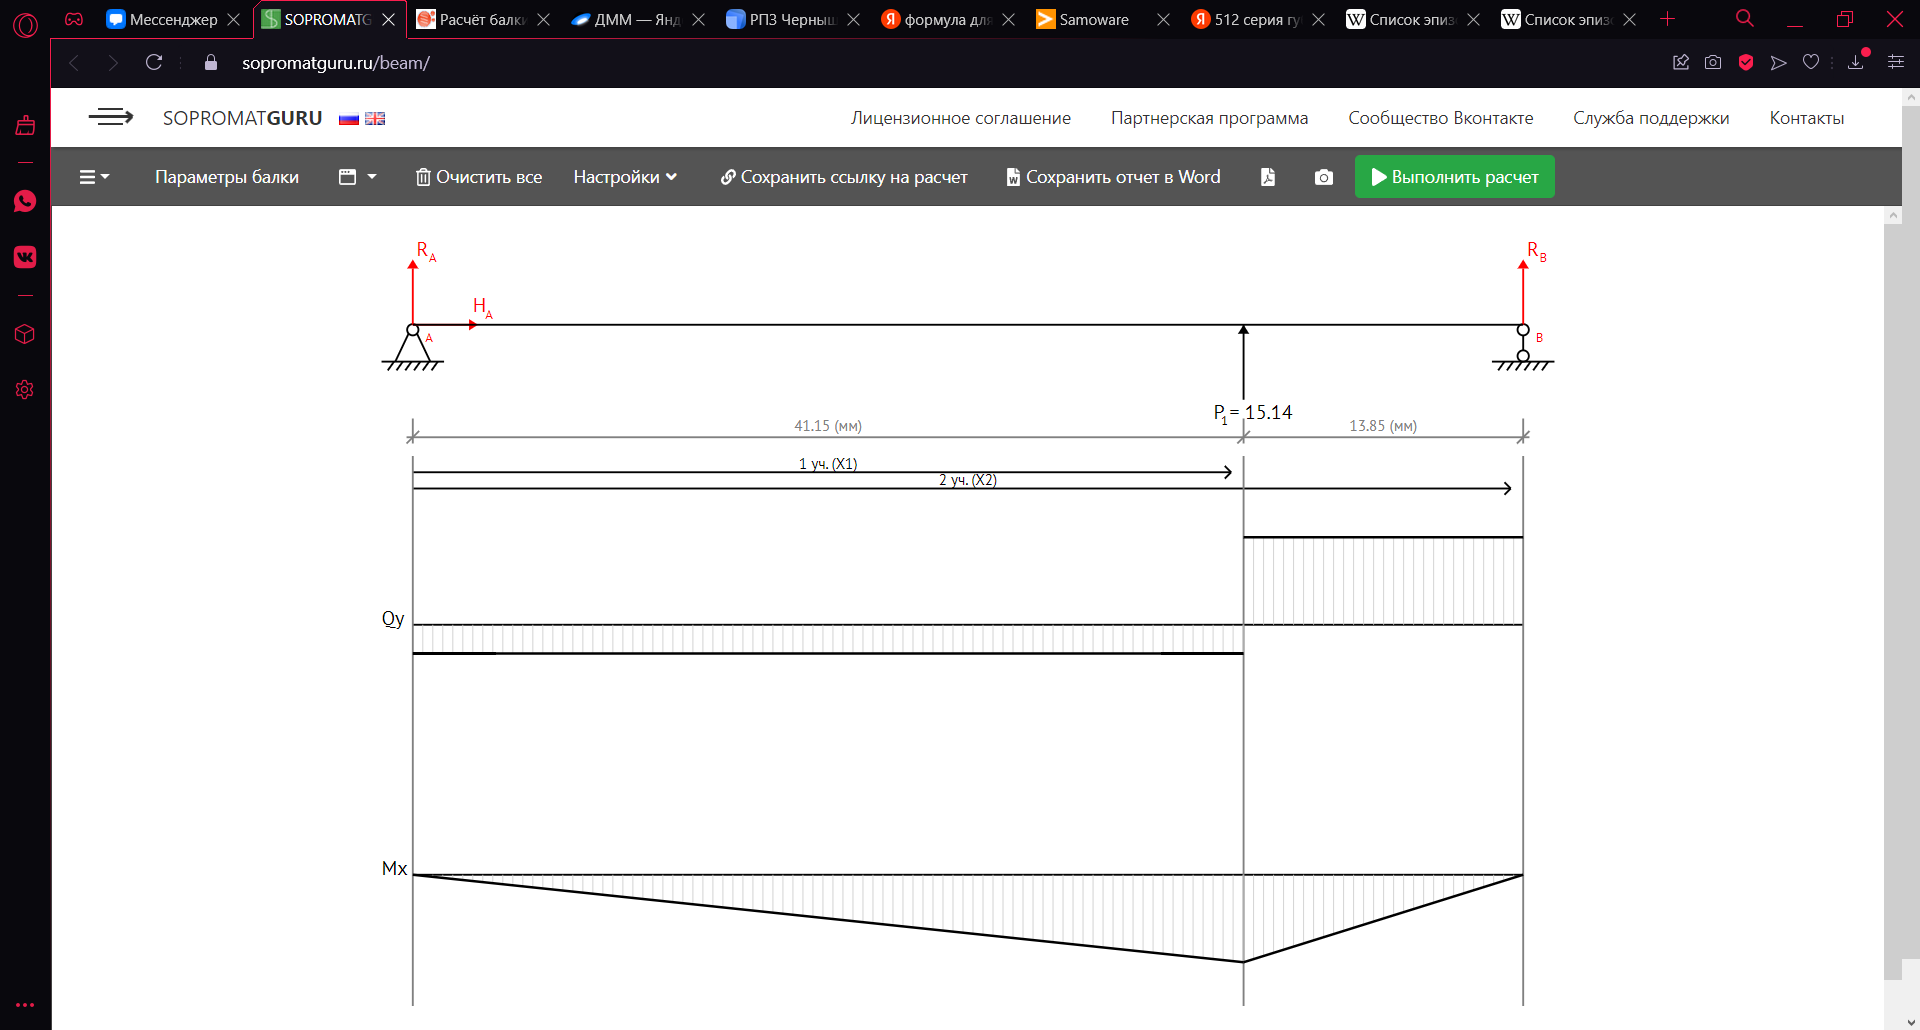 Мессенджер
SOPROMATG
Расчёт балки
ДММ — Янд
РПЗ Черныш
формула для
Samoware
512 серия гу
Список эпиз
Список эпиз
sopromatguru.ru/beam/
SOPROMATGURU
Лицензионное соглашение
Партнерская программа
Сообщество Вконтакте
Служба поддержки
Контакты
Параметры балки
Очистить все
Настройки
Сохранить ссылку на расчет
Сохранить отчет в Word
Выполнить расчет
RA
RB
HA
A
B
P1= 15.14
41.15 (мм)
13.85 (мм)
1 уч. (X1)
2 уч. (X2)
Qy
Mx